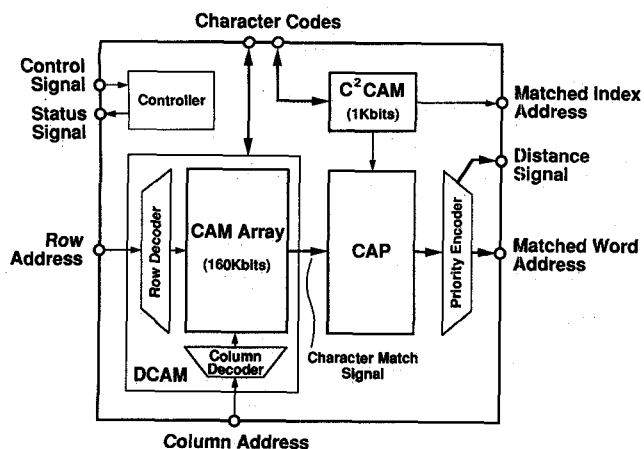 Character Codes
Control
Signal
Status
Signal
Controller
C²CAM
(1Kbits)
Matched Index
Address
Distance
Signal
Row
Address
Row Decoder
CAM Array
(160Kbits)
CAP
Priority Encoder
Matched Word
Address
Column
Decoder
DCAM
Character Match
Signal
Column Address